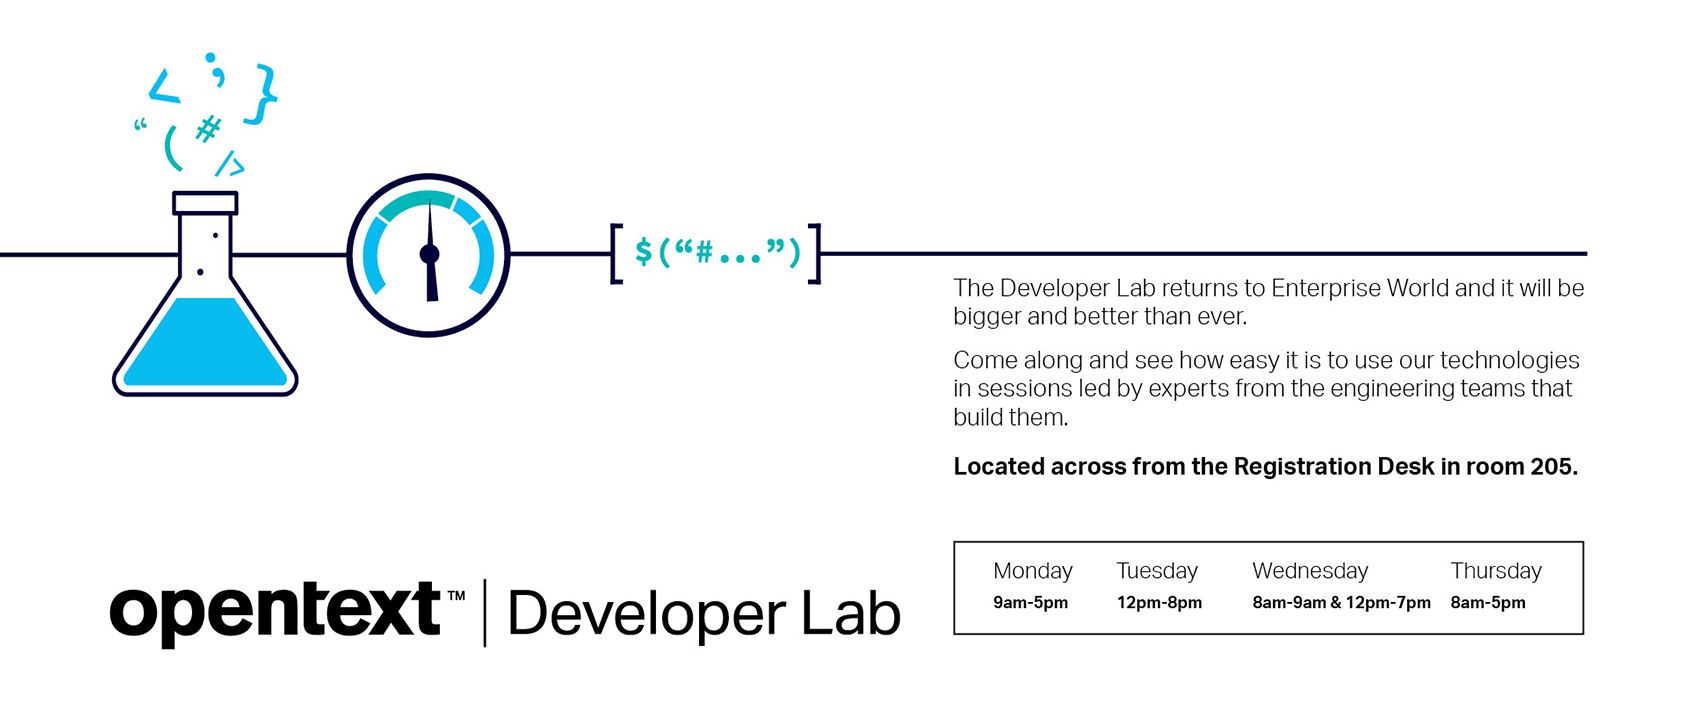 < ; }
“ ( #
/>
[$(“#...”)]
The Developer Lab returns to Enterprise World and it will be
bigger and better than ever.
Come along and see how easy it is to use our technologies
in sessions led by experts from the engineering teams that
build them.
Located across from the Registration Desk in room 205.
opentext™ | Developer Lab
Monday Tuesday Wednesday Thursday
9am-5pm 12pm-8pm 8am-9am & 12pm-7pm 8am-5pm